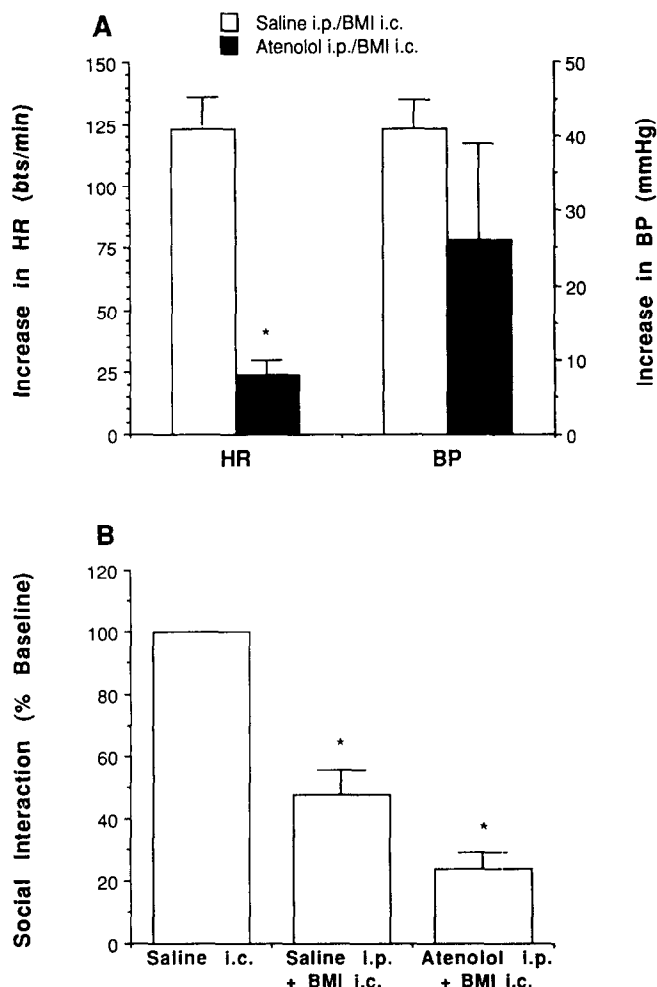 A
Saline i.p./BMI i.c.
Atenolol i.p./BMI i.c.
Increase in HR (bts/min)
150
125
100
75
50
25
0
*
HR
BP
50
40
30
20
10
0
Increase in BP (mmHg)
B
Social Interaction (% Baseline)
120
100
80
60
40
20
0
*
*
Saline i.c.
Saline i.p.
+ BMI i.c.
Atenolol i.p.
+ BMI i.c.